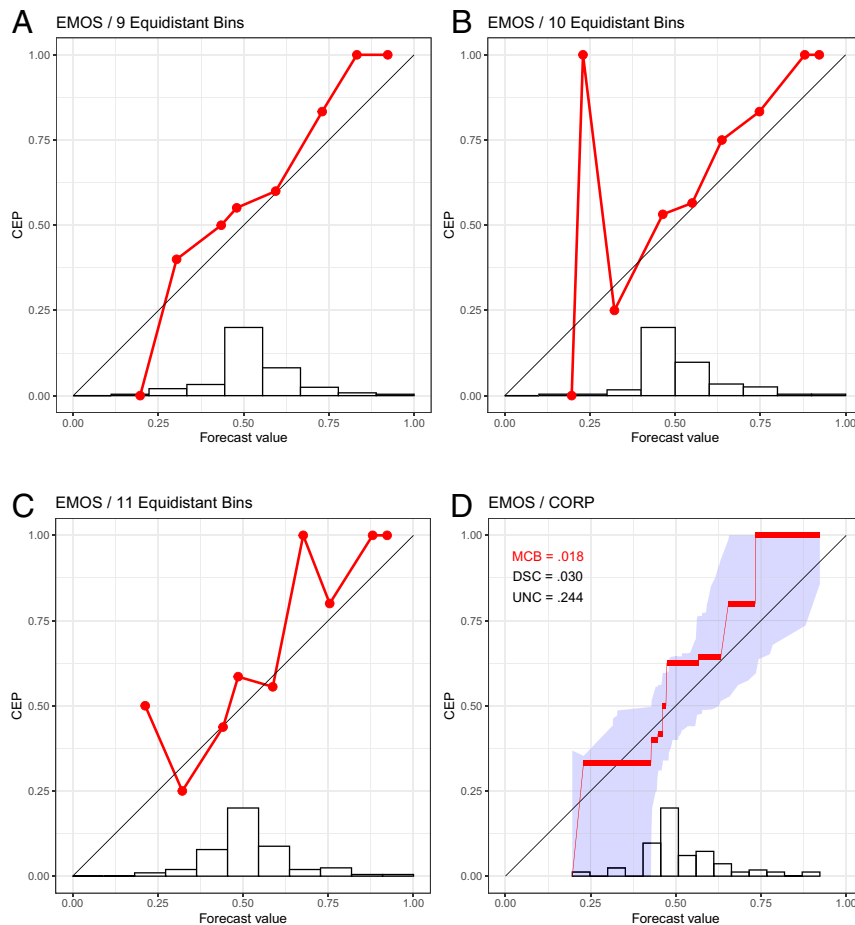 A EMOS / 9 Equidistant Bins
1.00
0.75
0.50
0.25
0.00
CEP
0.00 0.25 0.50 0.75 1.00
Forecast value
B EMOS / 10 Equidistant Bins
1.00
0.75
0.50
0.25
0.00
CEP
0.00 0.25 0.50 0.75 1.00
Forecast value
C EMOS / 11 Equidistant Bins
1.00
0.75
0.50
0.25
0.00
CEP
0.00 0.25 0.50 0.75 1.00
Forecast value
D EMOS / CORP
MCB = .018
DSC = .030
UNC = .244
1.00
0.75
0.50
0.25
0.00
CEP
0.00 0.25 0.50 0.75 1.00
Forecast value